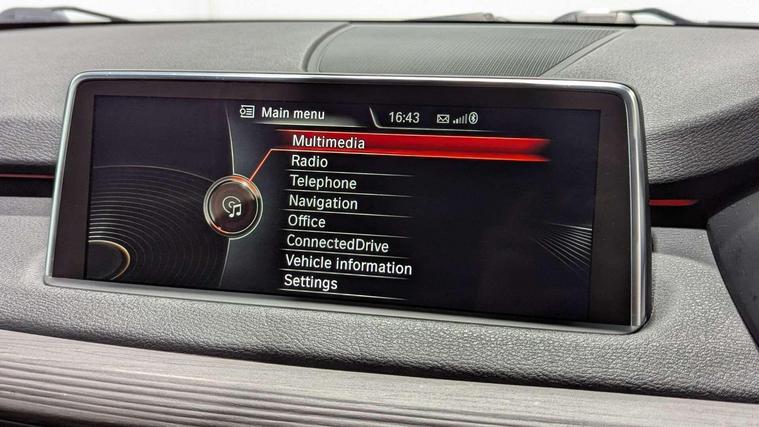 Main menu 16:43
Multimedia
Radio
Telephone
Navigation
Office
ConnectedDrive
Vehicle information
Settings